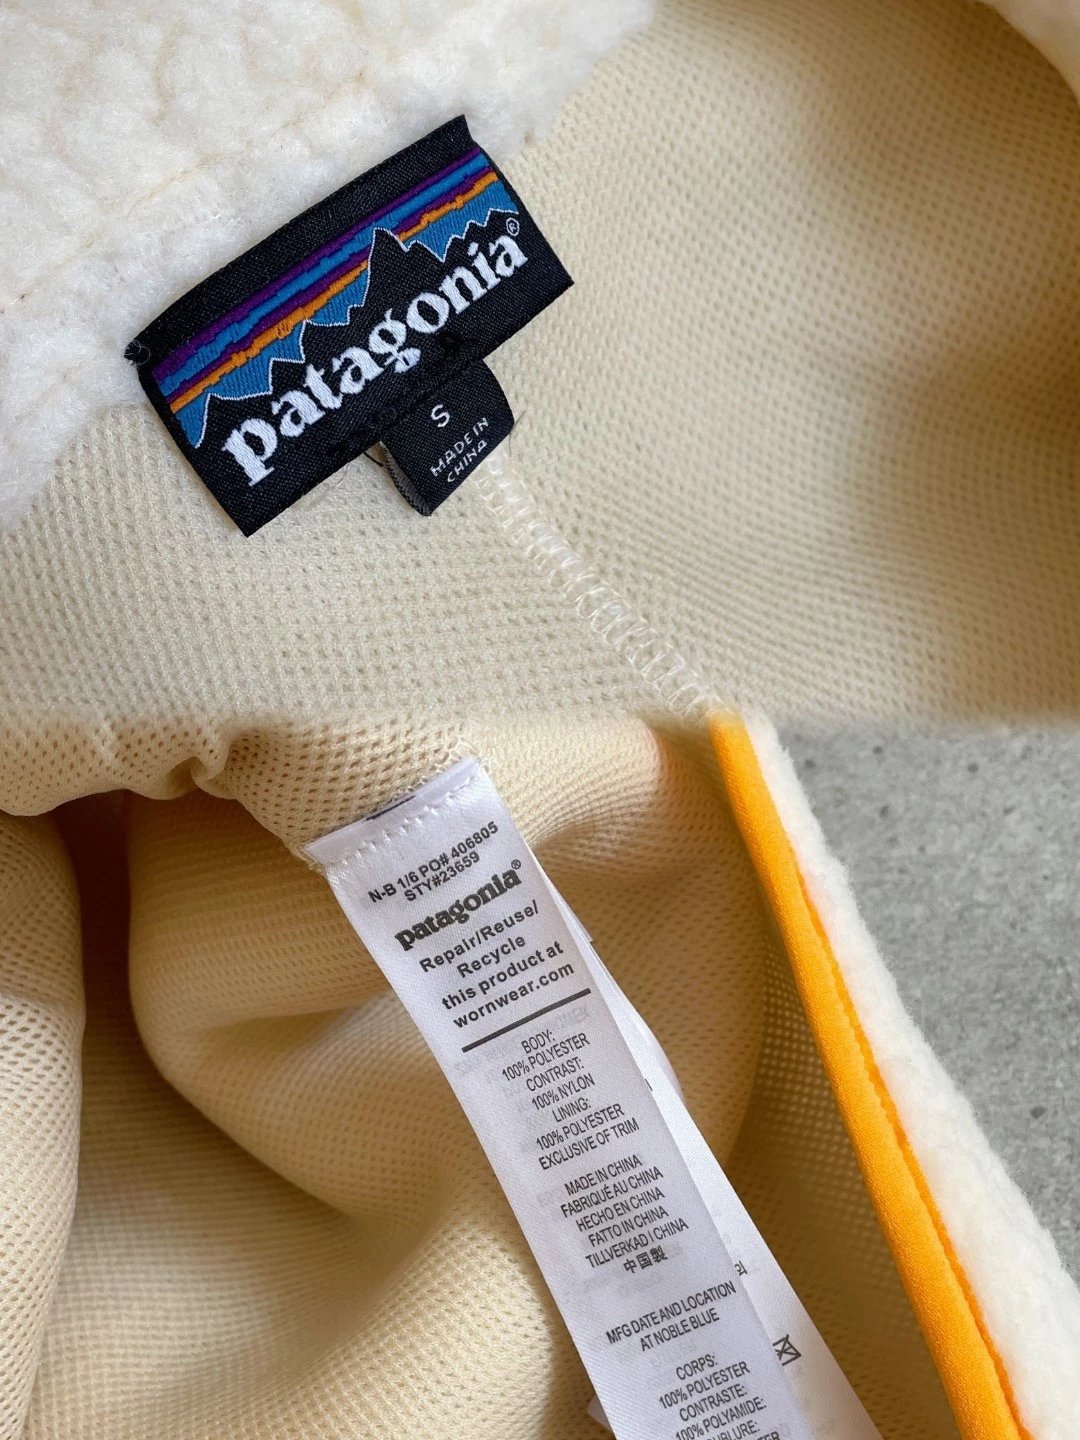 patagonia®
S
MADE IN
CHINA
N-B 1/6 PO# 406805
STY#23659
patagonia®
Repair/Reuse/
Recycle
this product at
wornwear.com
BODY:
100% POLYESTER
CONTRAST:
100% NYLON
LINING:
100% POLYESTER
EXCLUSIVE OF TRIM
MADE IN CHINA
FABRIQUÉ AU CHINA
HECHO EN CHINA
FATTO IN CHINA
TILLVERKAD I CHINA
中国製
MFG DATE AND LOCATION
AT NOBLE BLUE
CORPS:
100% POLYESTER
CONTRASTE:
100% POLYAMIDE